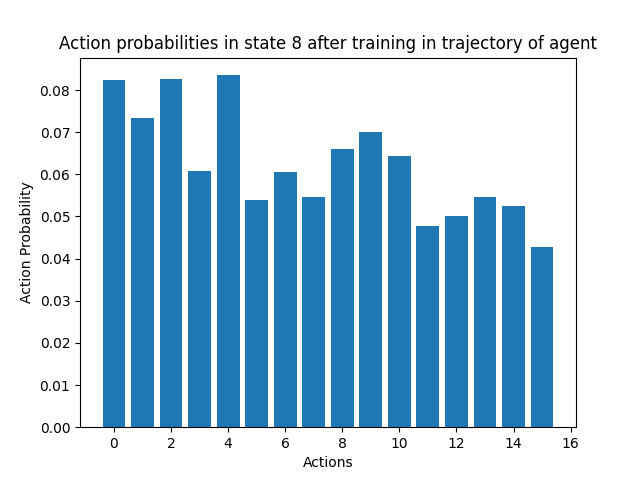 Action probabilities in state 8 after training in trajectory of agent
0.08
0.07
0.06
0.05
0.04
0.03
0.02
0.01
0.00
Action Probability
0 2 4 6 8 10 12 14 16
Actions